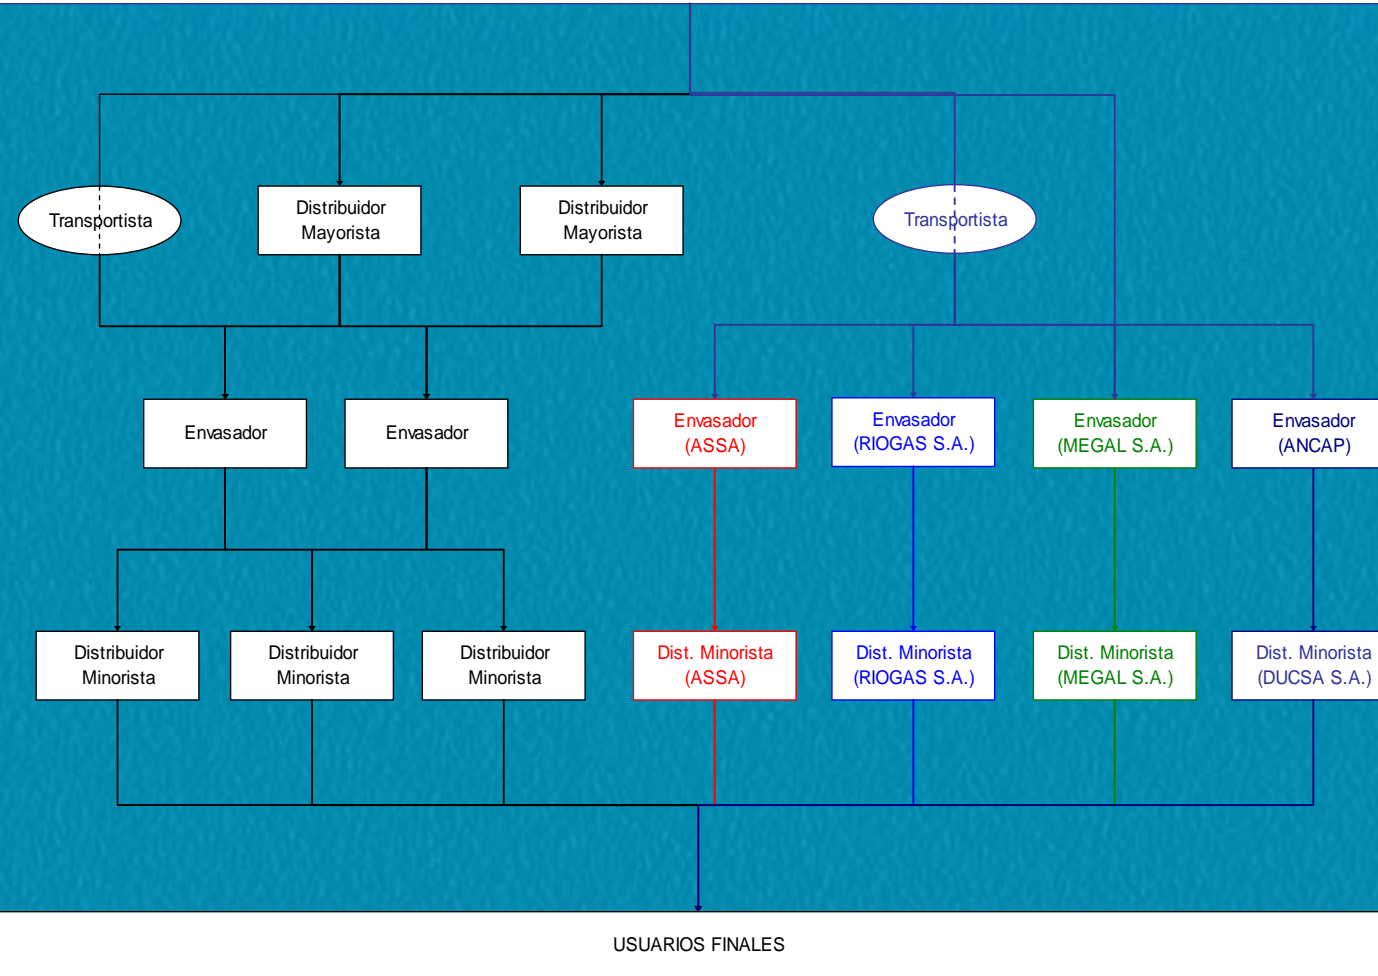 Transportista
Distribuidor
Mayorista
Distribuidor
Mayorista
Transportista
Envasador
Envasador
Envasador
(ASSA)
Envasador
(RIOGAS S.A.)
Envasador
(MEGAL S.A.)
Envasador
(ANCAP)
Distribuidor
Minorista
Distribuidor
Minorista
Distribuidor
Minorista
Dist. Minorista
(ASSA)
Dist. Minorista
(RIOGAS S.A.)
Dist. Minorista
(MEGAL S.A.)
Dist. Minorista
(DUCSA S.A.)
USUARIOS FINALES